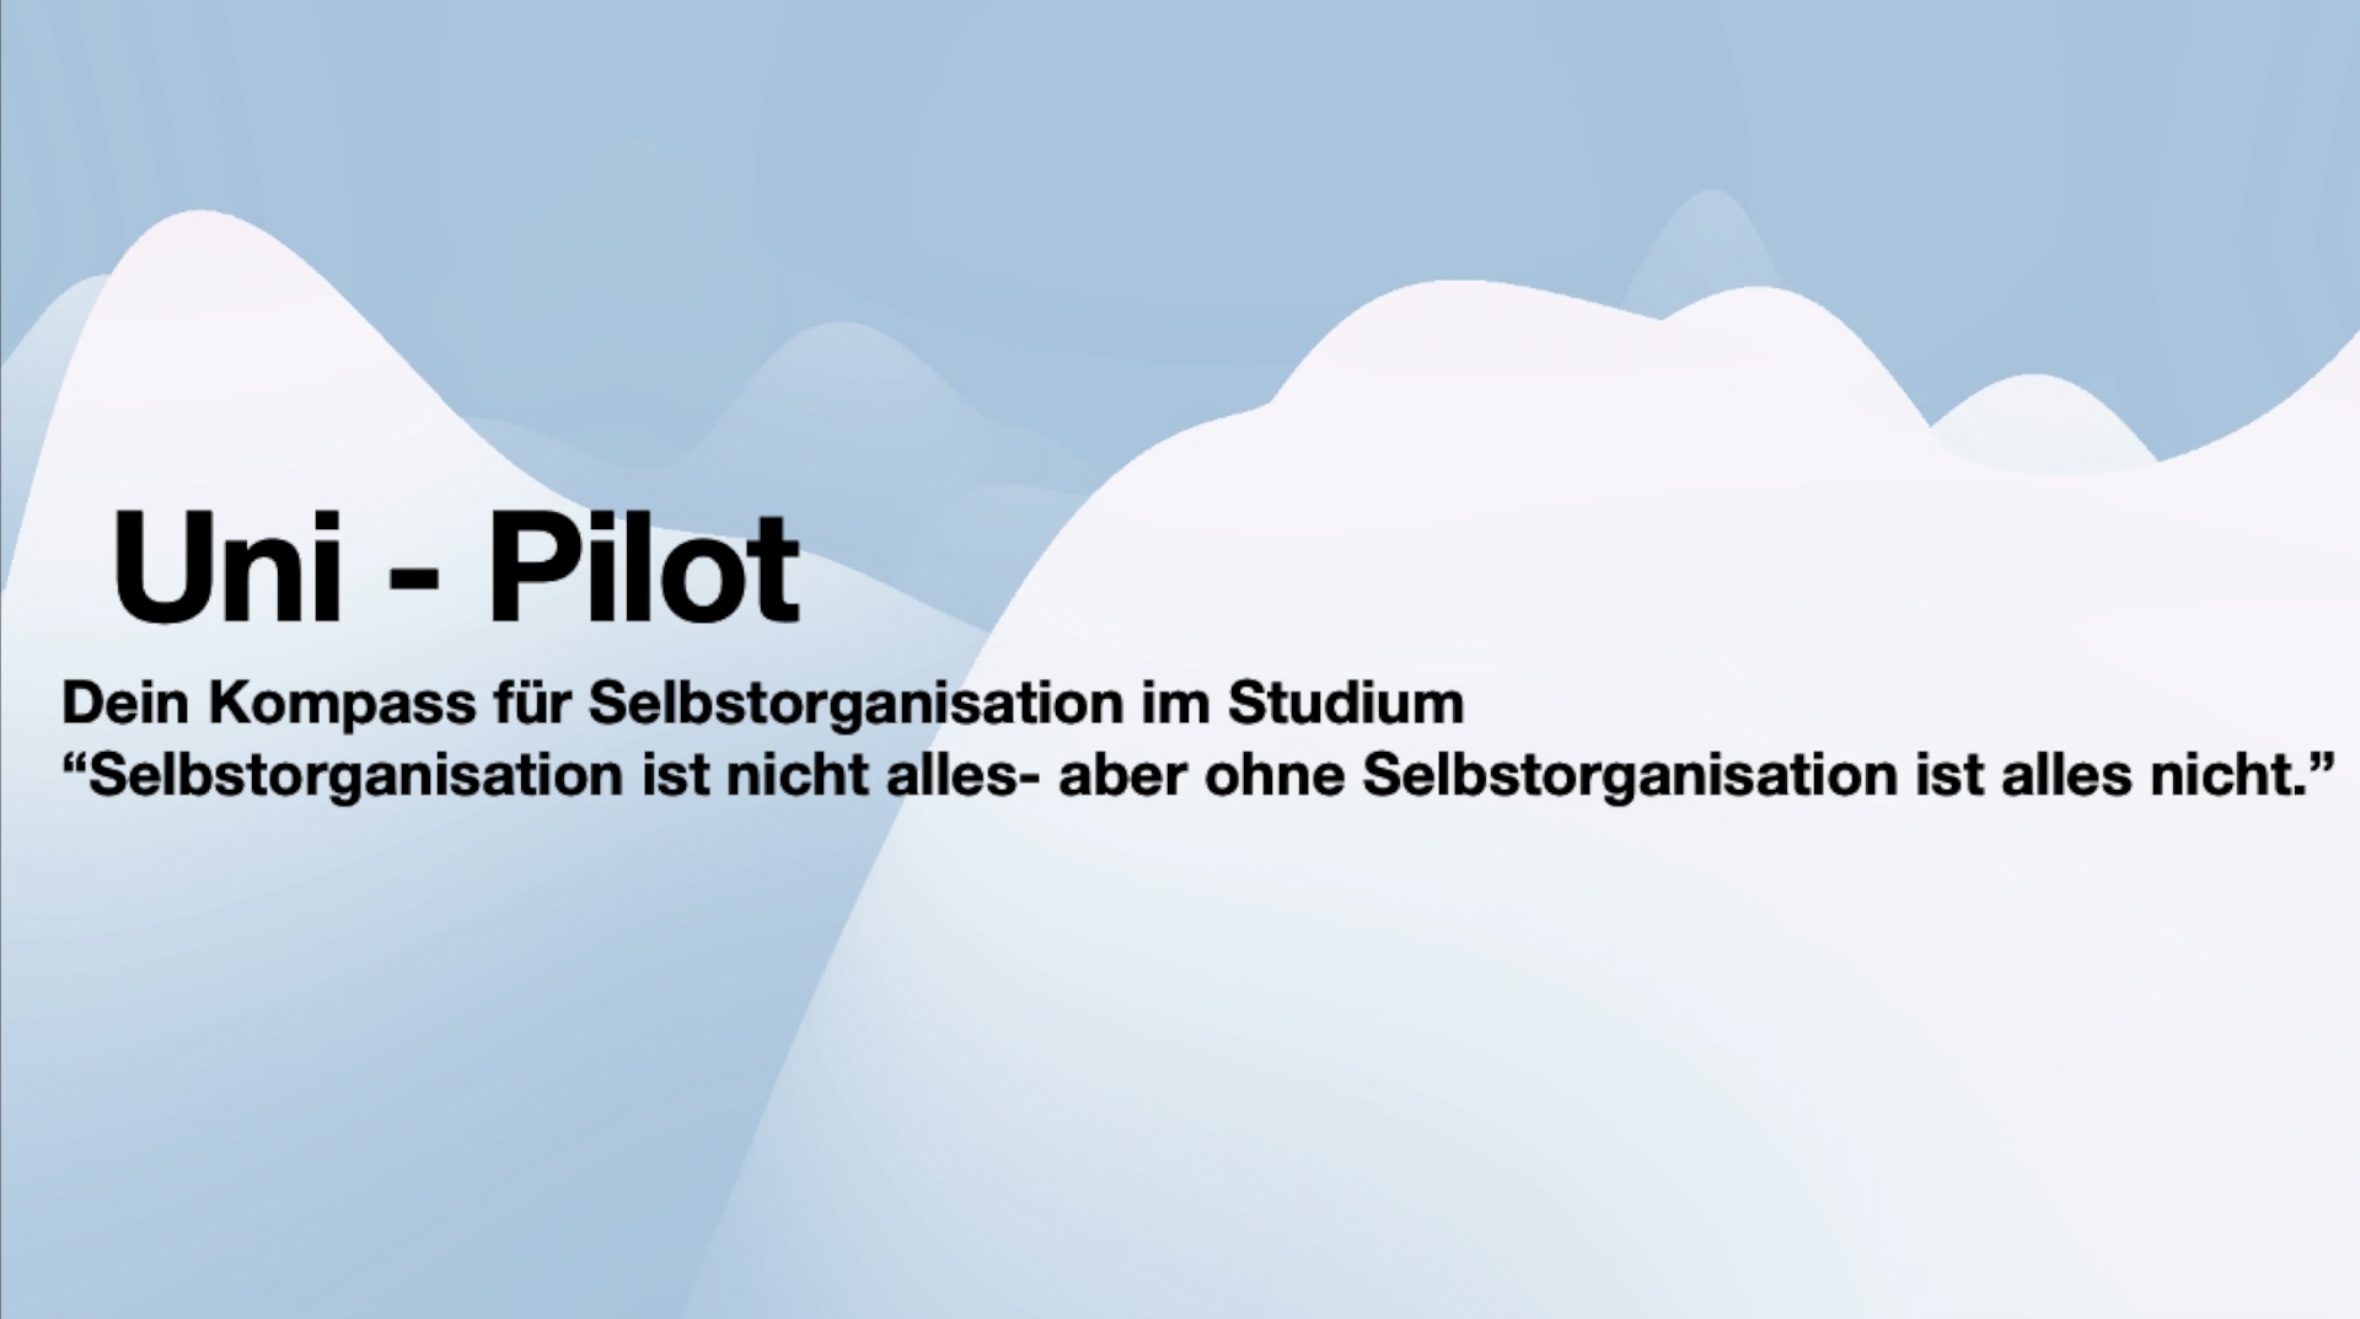 Uni - Pilot
Dein Kompass für Selbstorganisation im Studium
“Selbstorganisation ist nicht alles- aber ohne Selbstorganisation ist alles nicht.”